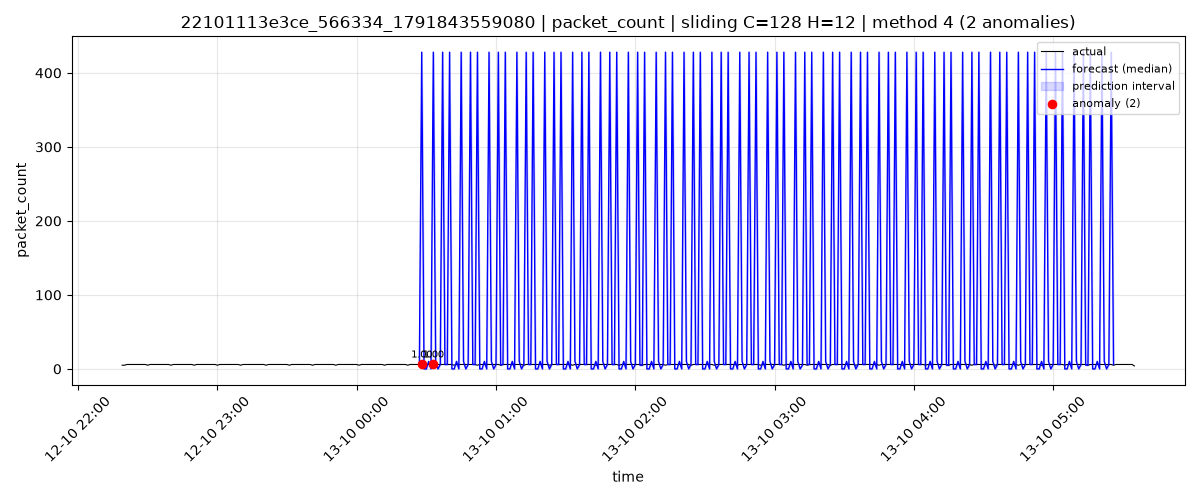 22101113e3ce_566334_1791843559080 | packet_count | sliding C=128 H=12 | method 4 (2 anomalies)
actual
forecast (median)
prediction interval
anomaly (2)
packet_count
400
300
200
100
0
12-10 22:00
12-10 23:00
13-10 00:00
13-10 01:00
13-10 02:00
13-10 03:00
13-10 04:00
13-10 05:00
time